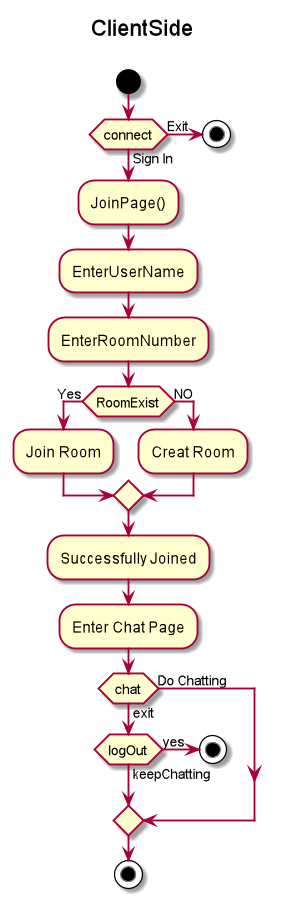 ClientSide
connect
Exit
Sign In
JoinPage()
EnterUserName
EnterRoomNumber
Yes
RoomExist
NO
Join Room
Creat Room
Successfully Joined
Enter Chat Page
chat
Do Chatting
exit
logOut
yes
keepChatting